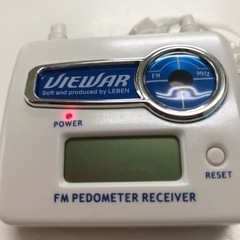 VIEWAR
Soft and produced by LEBEN
FM MHz
POWER
RESET
FM PEDOMETER RECEIVER